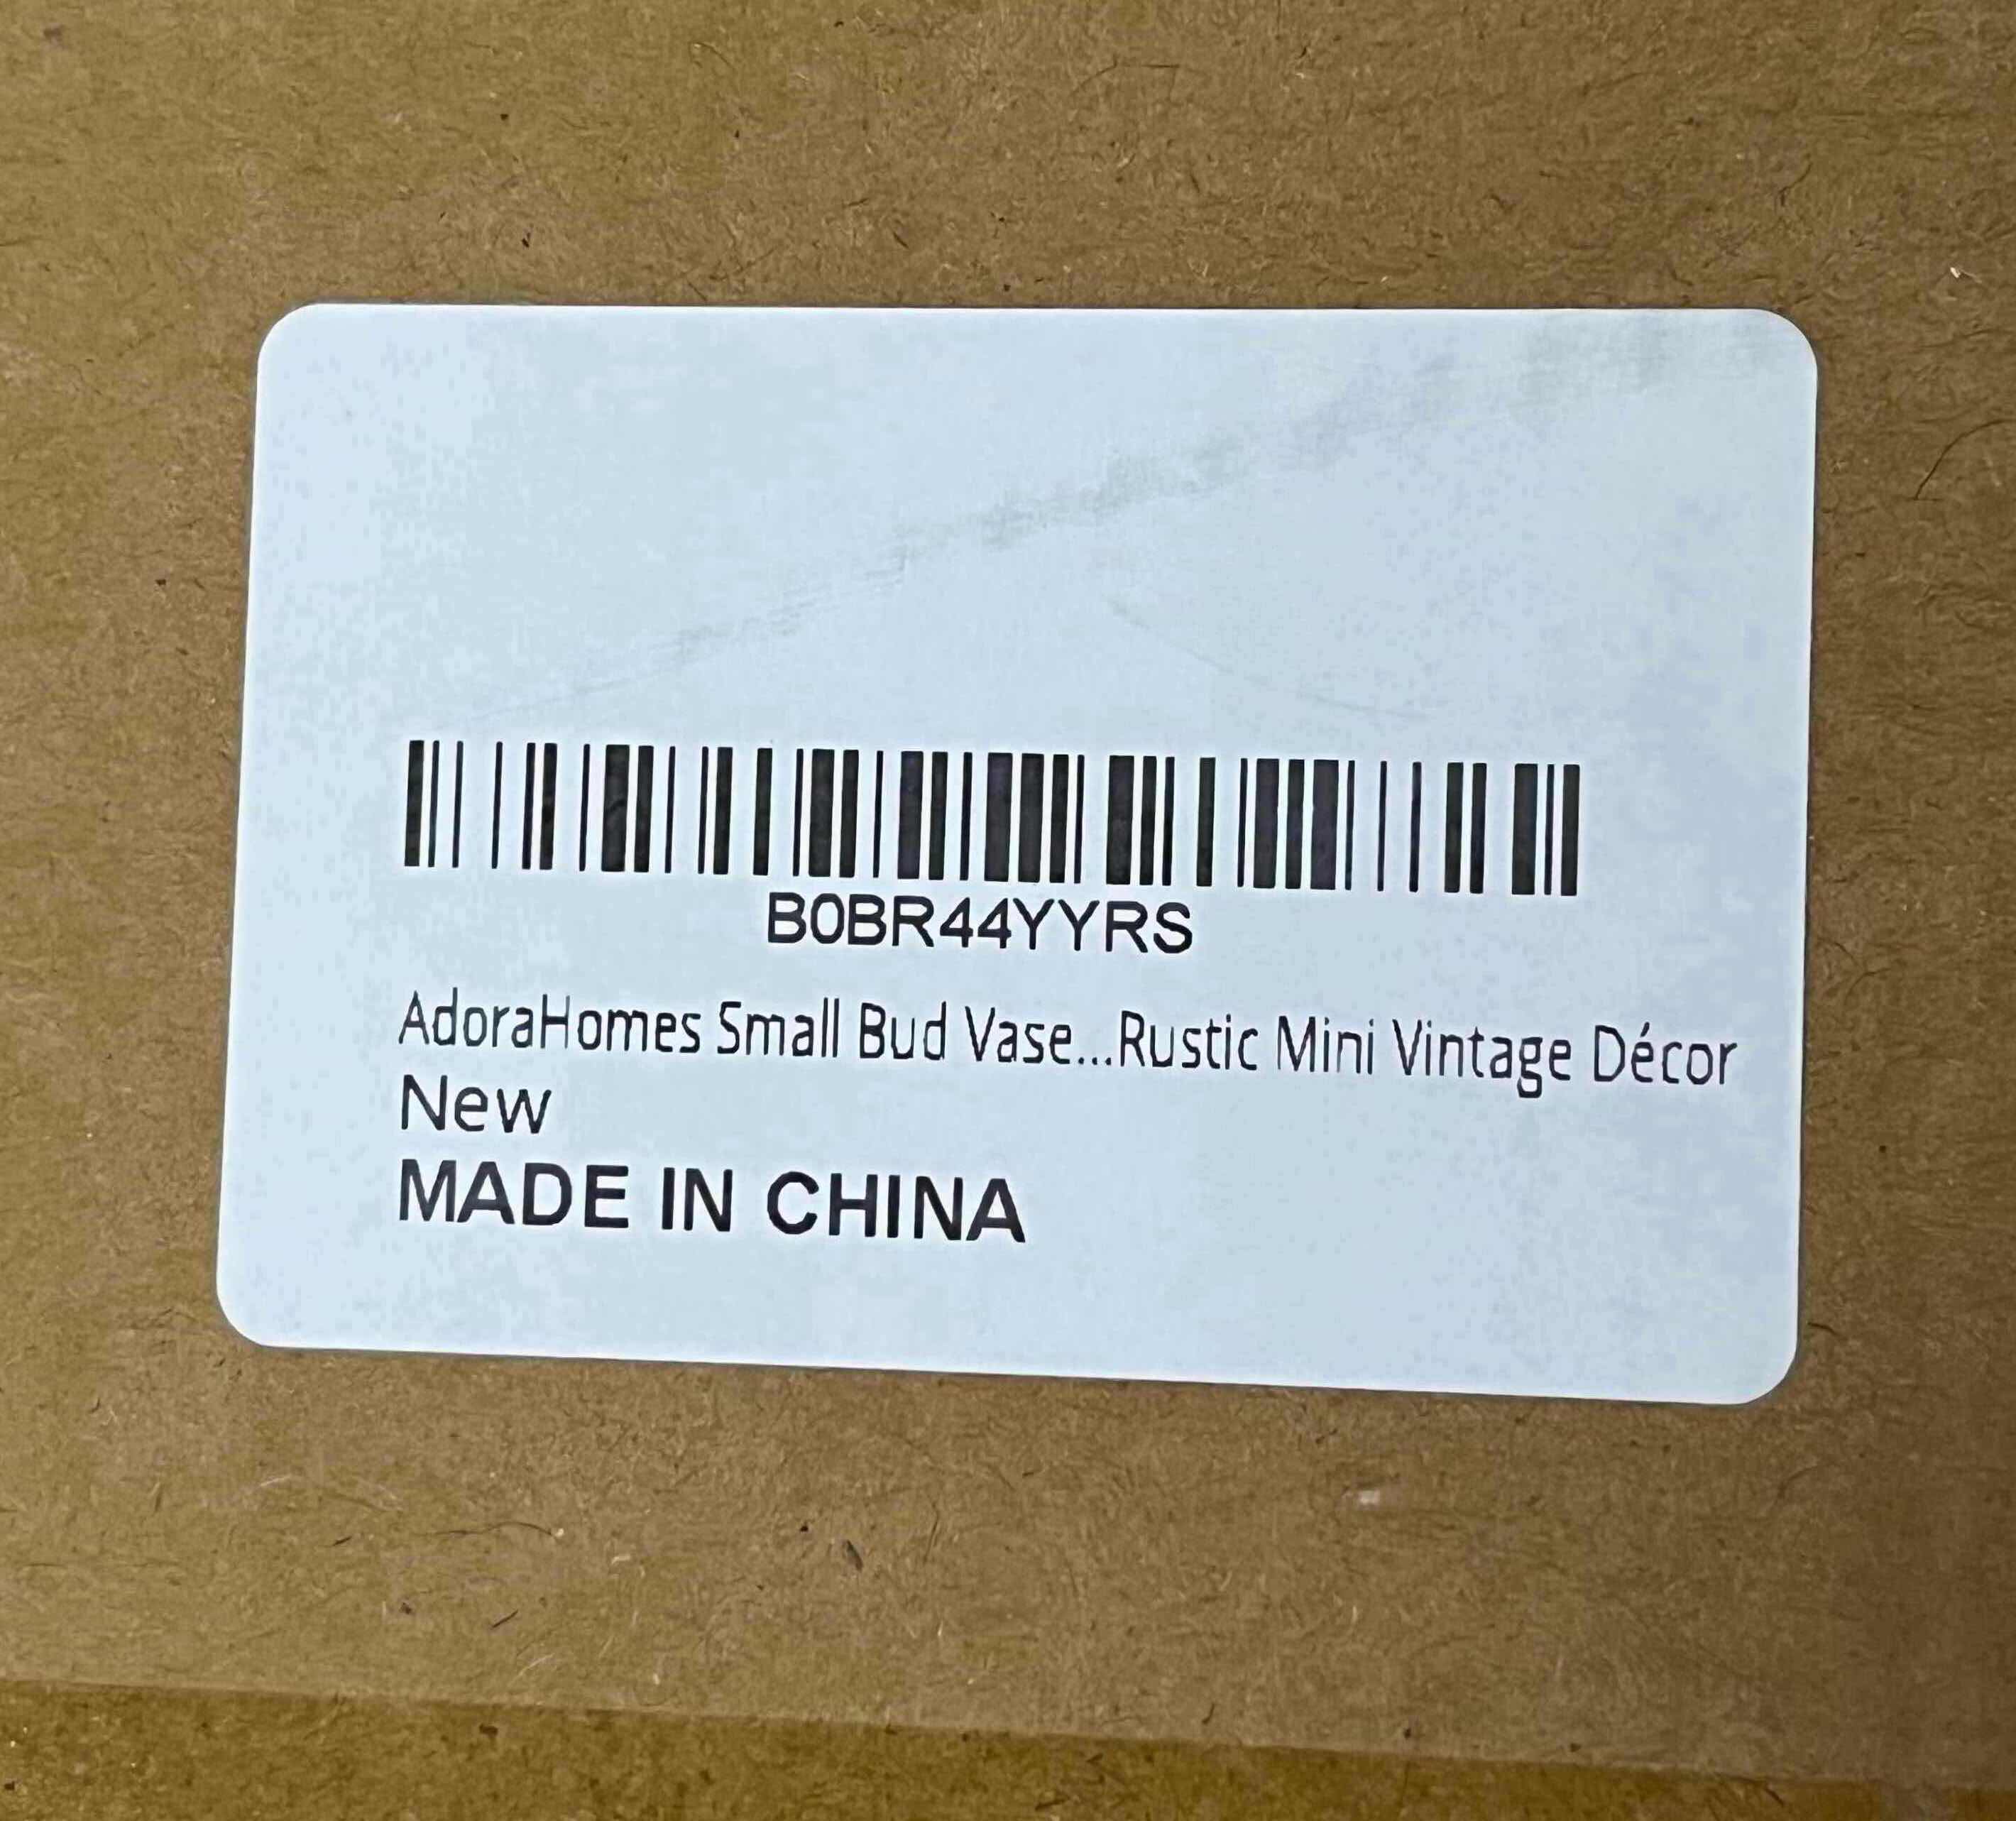 B0BR44YYRS
AdoraHomes Small Bud Vase...Rustic Mini Vintage Décor
New
MADE IN CHINA